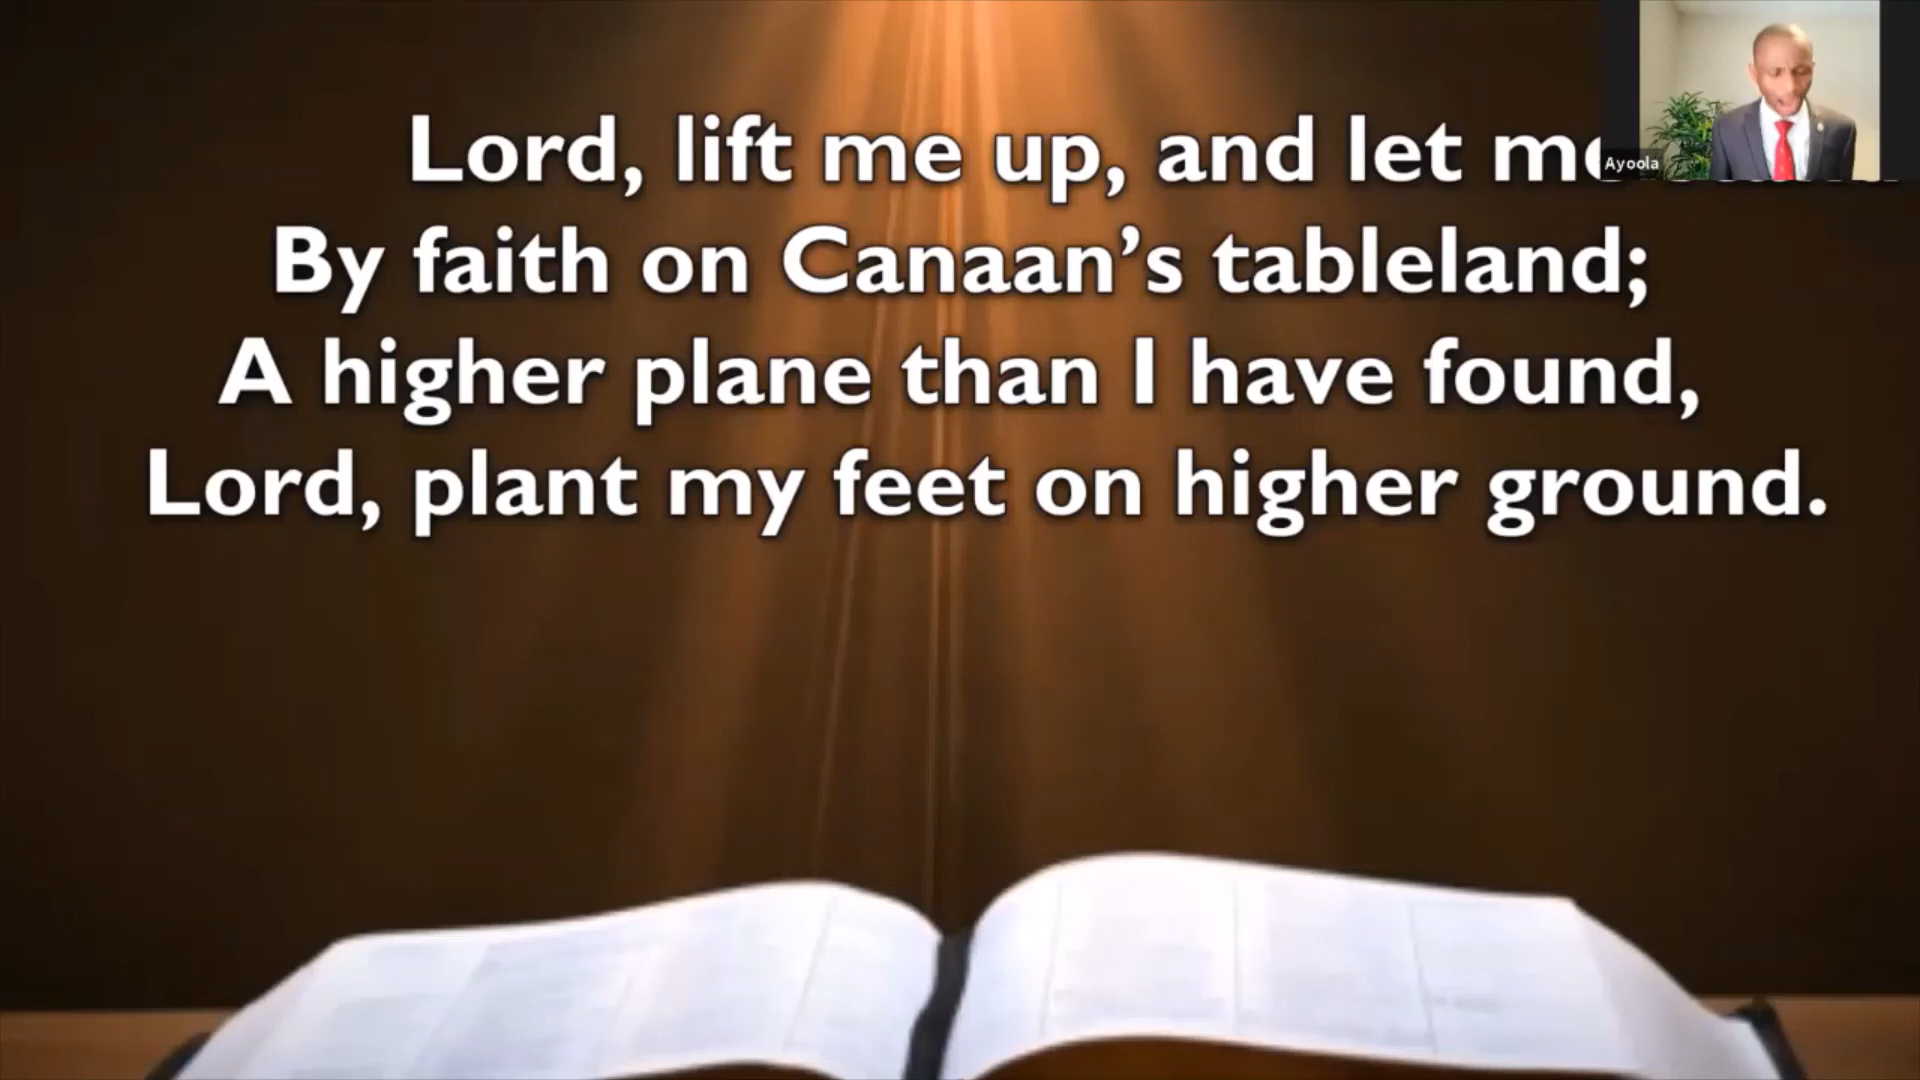 Lord, lift me up, and let me
By faith on Canaan’s tableland;
A higher plane than I have found,
Lord, plant my feet on higher ground.
Ayoola